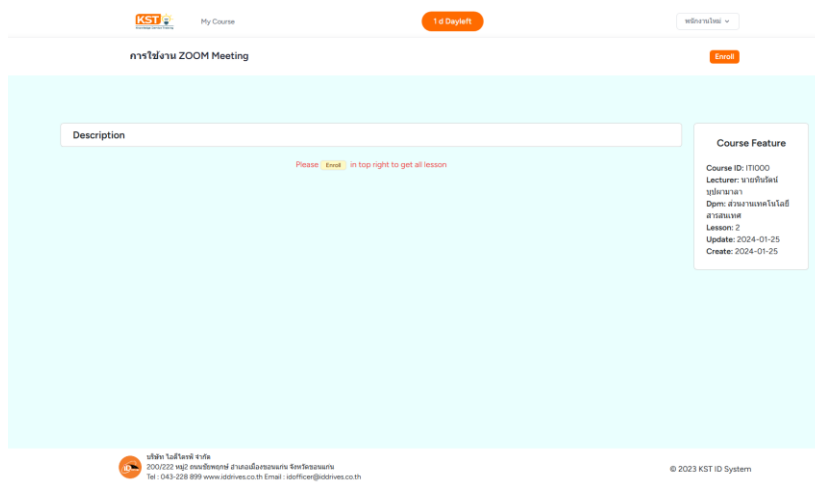 KST
My Course
1 d Dayleft
พนักงานใหม่
การใช้งาน ZOOM Meeting
Enroll
Description
Please Enroll in top right to get all lesson
Course Feature
Course ID: ITI000
Lecturer: นายทินรัตน์
บุปผามาลา
Dpm: ส่วนงานเทคโนโลยี
สารสนเทศ
Lesson: 2
Update: 2024-01-25
Create: 2024-01-25
บริษัท ไอดีไดรฟ์ จำกัด
200/222 หมู่2 ถนนชัยพฤกษ์ อำเภอเมืองขอนแก่น จังหวัดขอนแก่น
Tel : 043-228 899 www.iddrives.co.th Email : idofficer@iddrives.co.th
© 2023 KST ID System